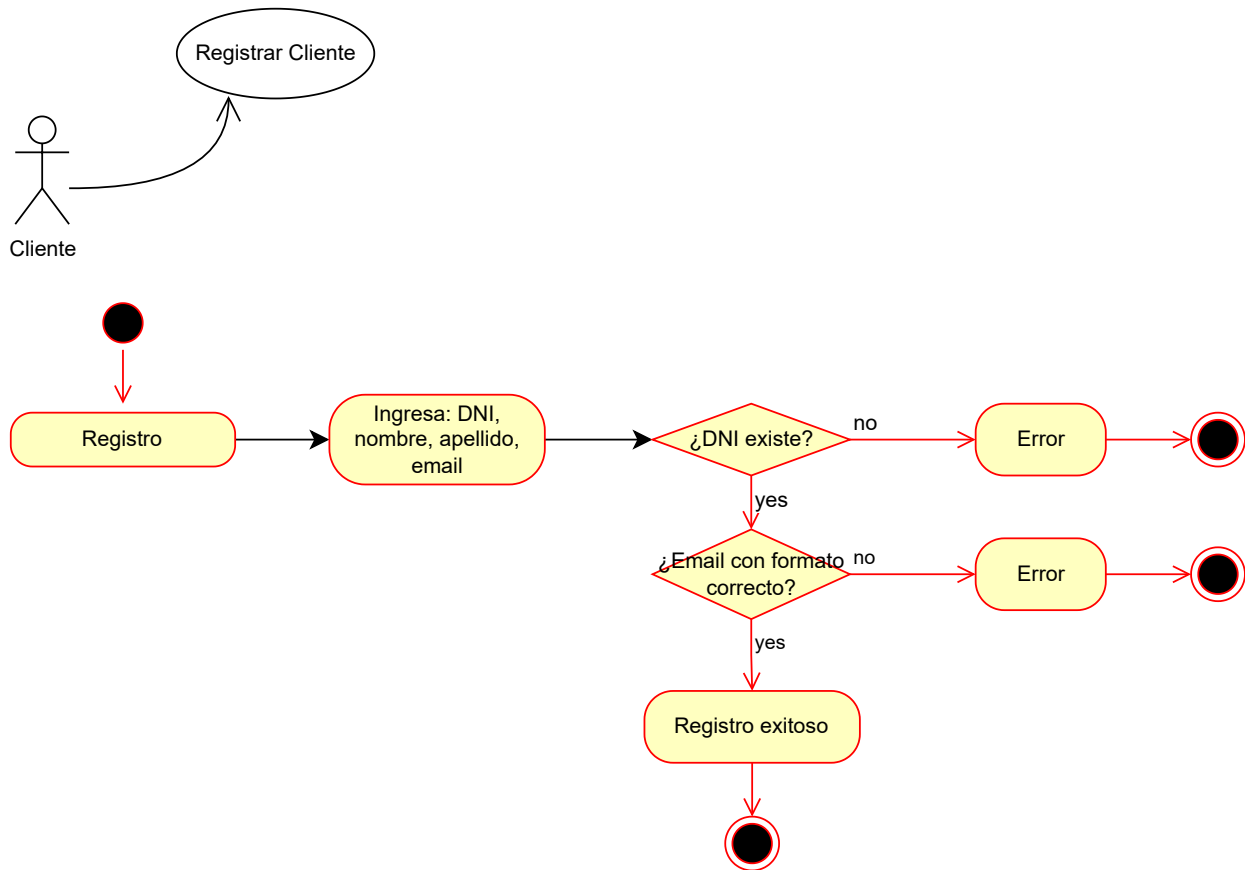 Registrar Cliente
Cliente
Registro
Ingresa: DNI,
nombre, apellido,
email
¿DNI existe?
no
Error
yes
¿Email con formato
correcto?
no
Error
yes
Registro exitoso